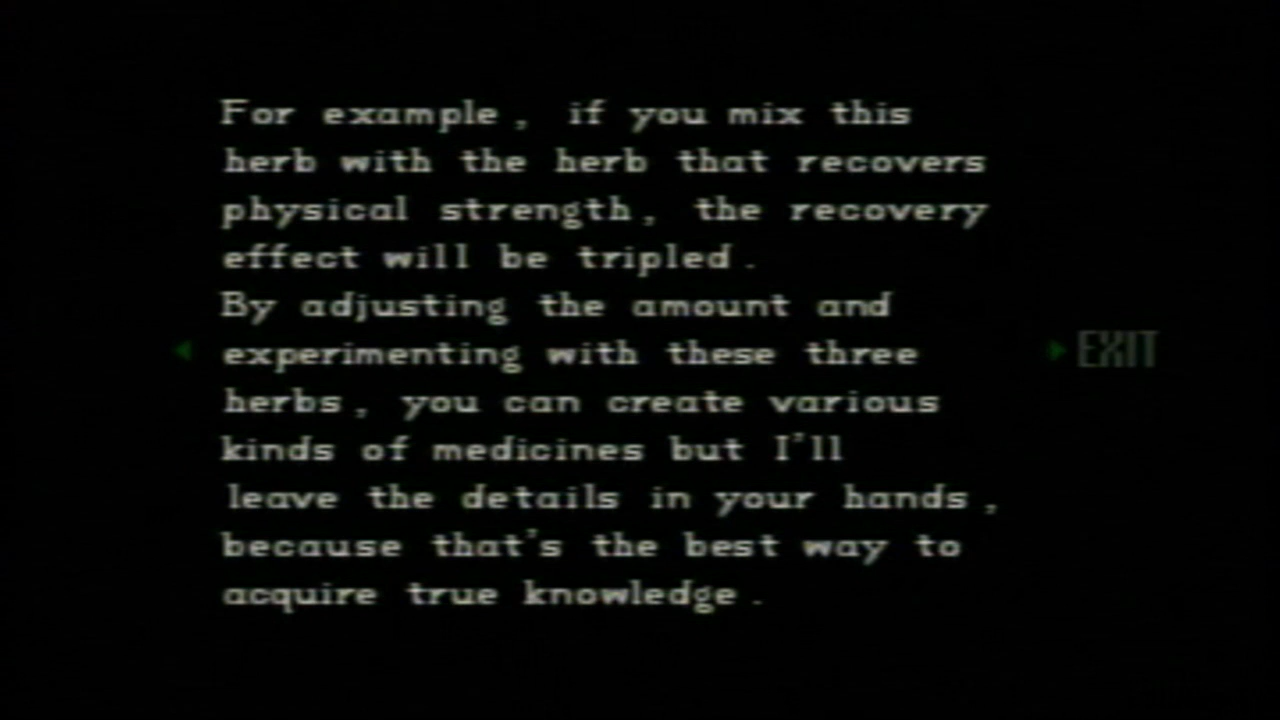 For example, if you mix this
herb with the herb that recovers
physical strength, the recovery
effect will be tripled.
By adjusting the amount and
experimenting with these three
herbs, you can create various
kinds of medicines but I'll
leave the details in your hands,
because that's the best way to
acquire true knowledge.
EXIT